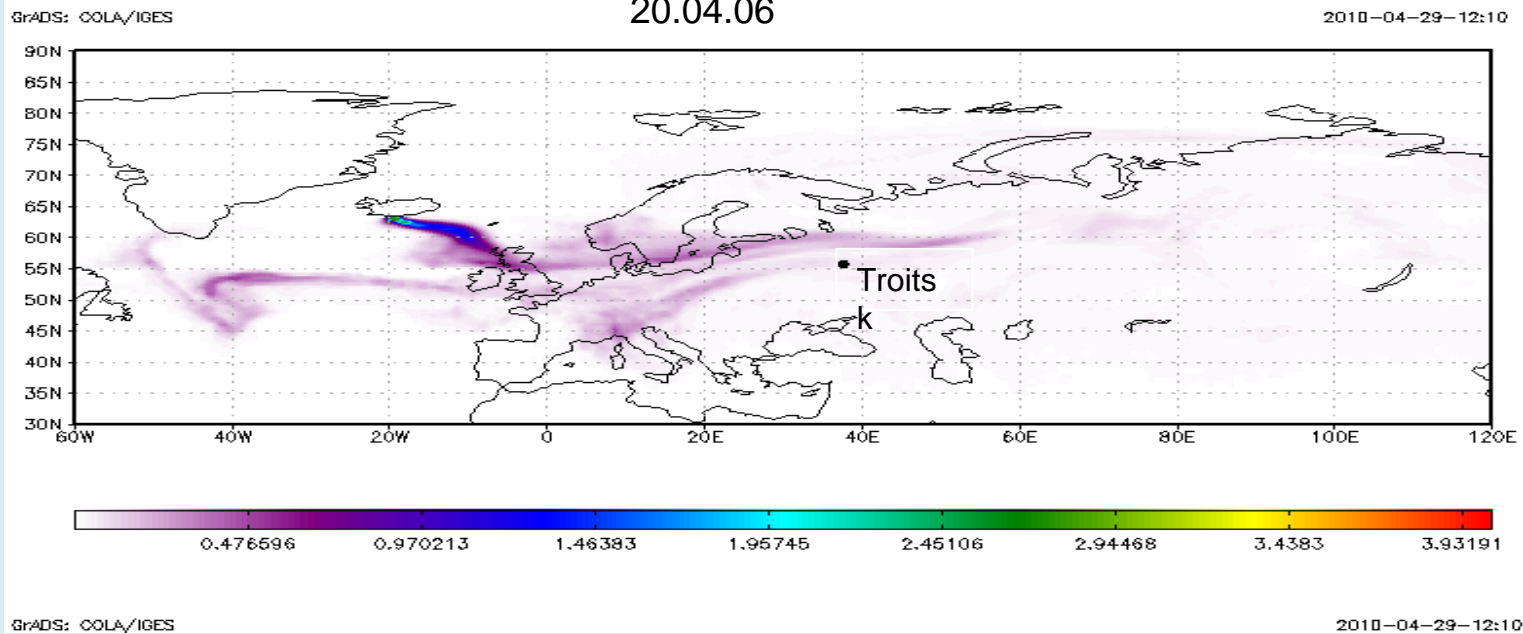 20.04.06
GrADS: COLA/IGES 2010-04-29-12:10
90N
85N
80N
75N
70N
65N
60N
55N
50N
45N
40N
35N
30N
Troits
k
60W 40W 20W 0 20E 40E 60E 80E 100E 120E
0.476596 0.970213 1.46383 1.95745 2.45106 2.94468 3.4383 3.93191
GrADS: COLA/IGES 2010-04-29-12:10